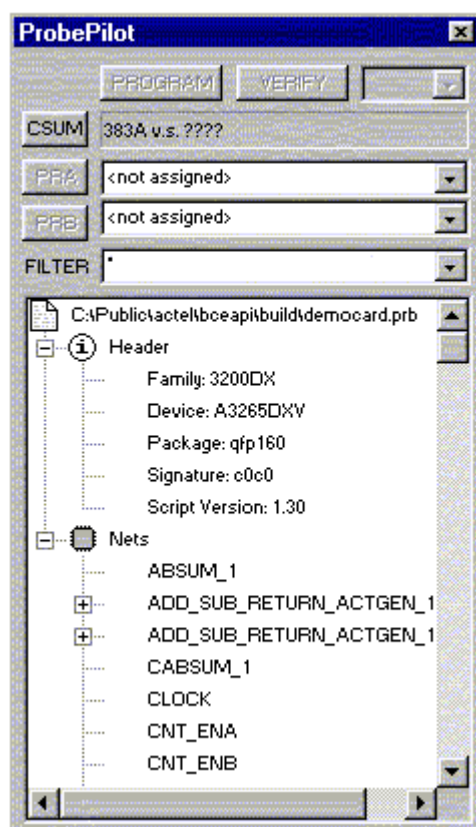 ProbePilot
PROGRAM VERIFY
CSUM 383A v.s. ????
PRA <not assigned>
PRB <not assigned>
FILTER *
C:\Public\actel\bceapi\build\democard.prb
Header
Family: 3200DX
Device: A3265DXV
Package: qfp160
Signature: c0c0
Script Version: 1.30
Nets
ABSUM_1
ADD_SUB_RETURN_ACTGEN_1
ADD_SUB_RETURN_ACTGEN_1
CABSUM_1
CLOCK
CNT_ENA
CNT_ENB